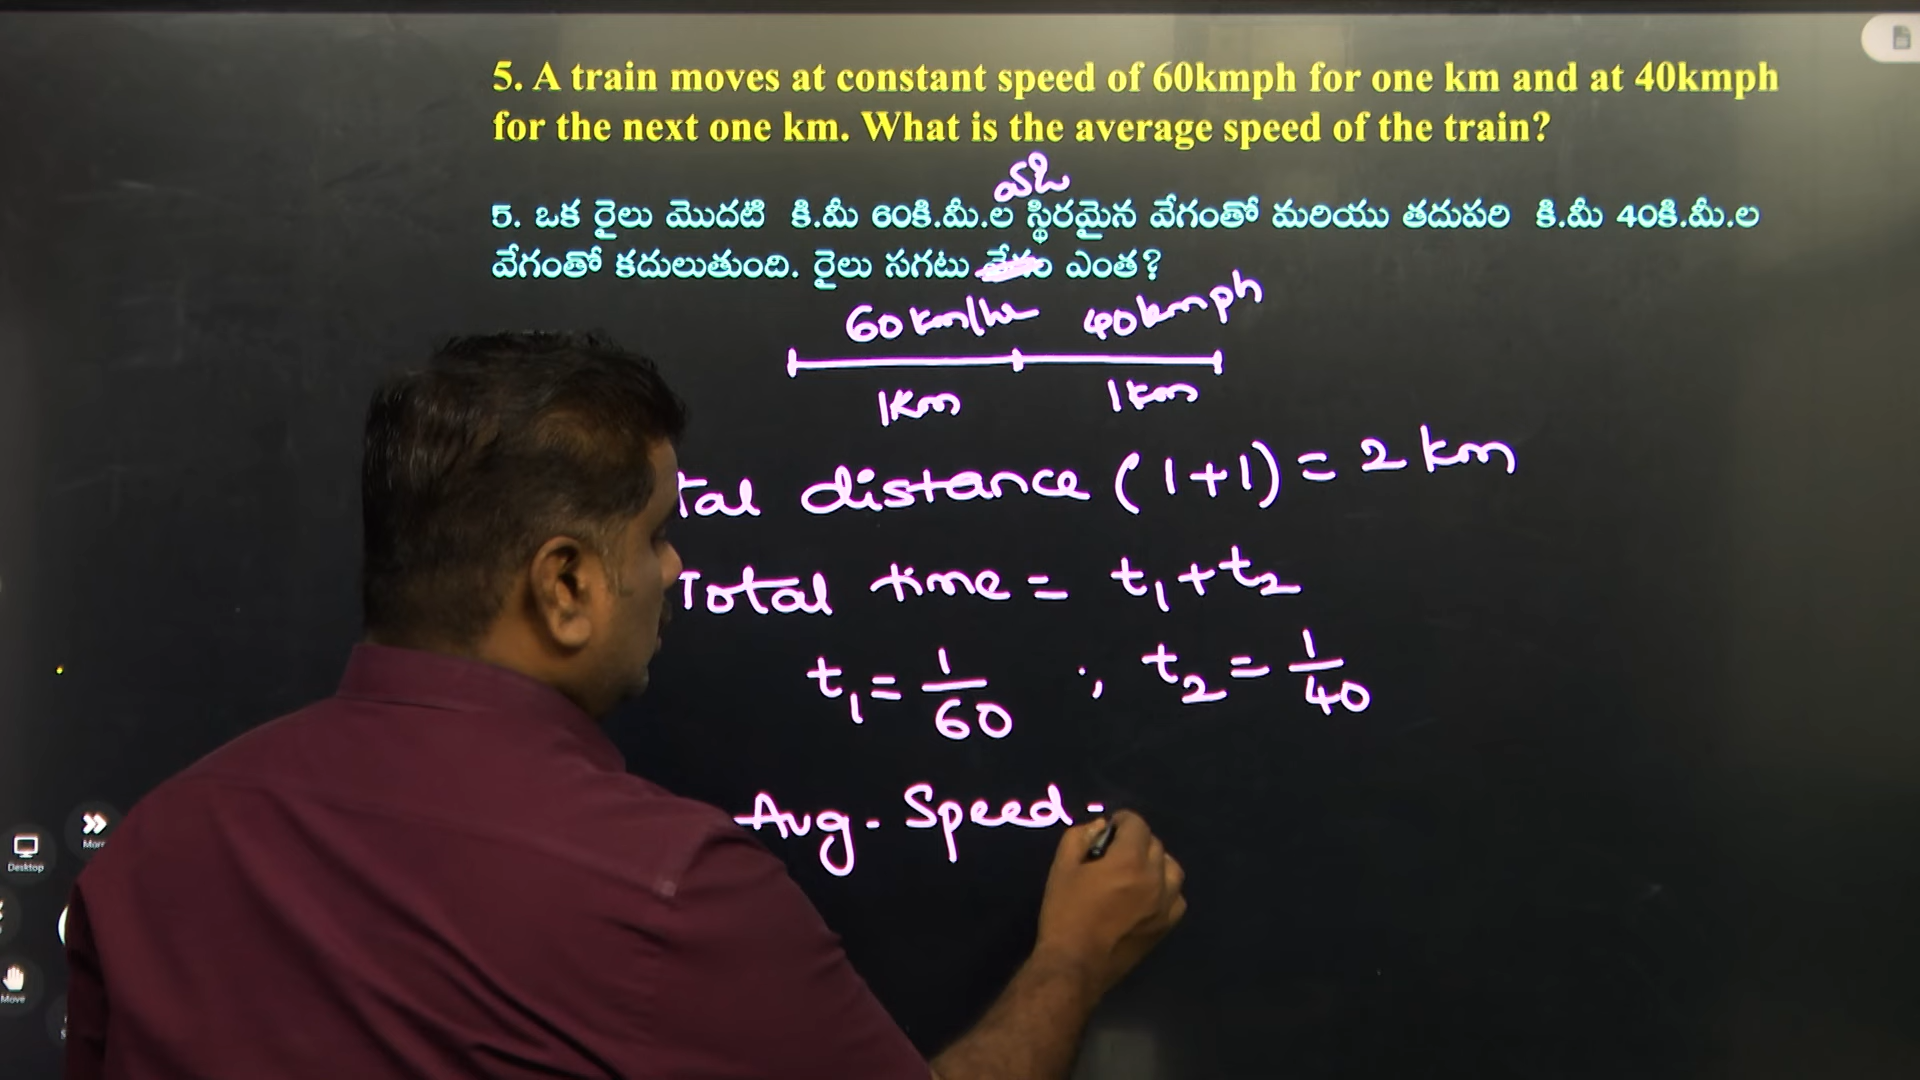 5. A train moves at constant speed of 60kmph for one km and at 40kmph
for the next one km. What is the average speed of the train?
వడి
5. ఒక రైలు మొదటి కి.మీ 60కి.మీ.ల స్థిరమైన వేగంతో మరియు తదుపరి కి.మీ 40కి.మీ.ల
వేగంతో కదులుతుంది. రైలు సగటు వేగం ఎంత?
60km/hr 40kmph
1km 1km
tal distance (1+1) = 2 km
Total time = t₁+t₂
t₁ = 1/60 ; t₂ = 1/40
Avg. Speed =
More
Desktop
Move